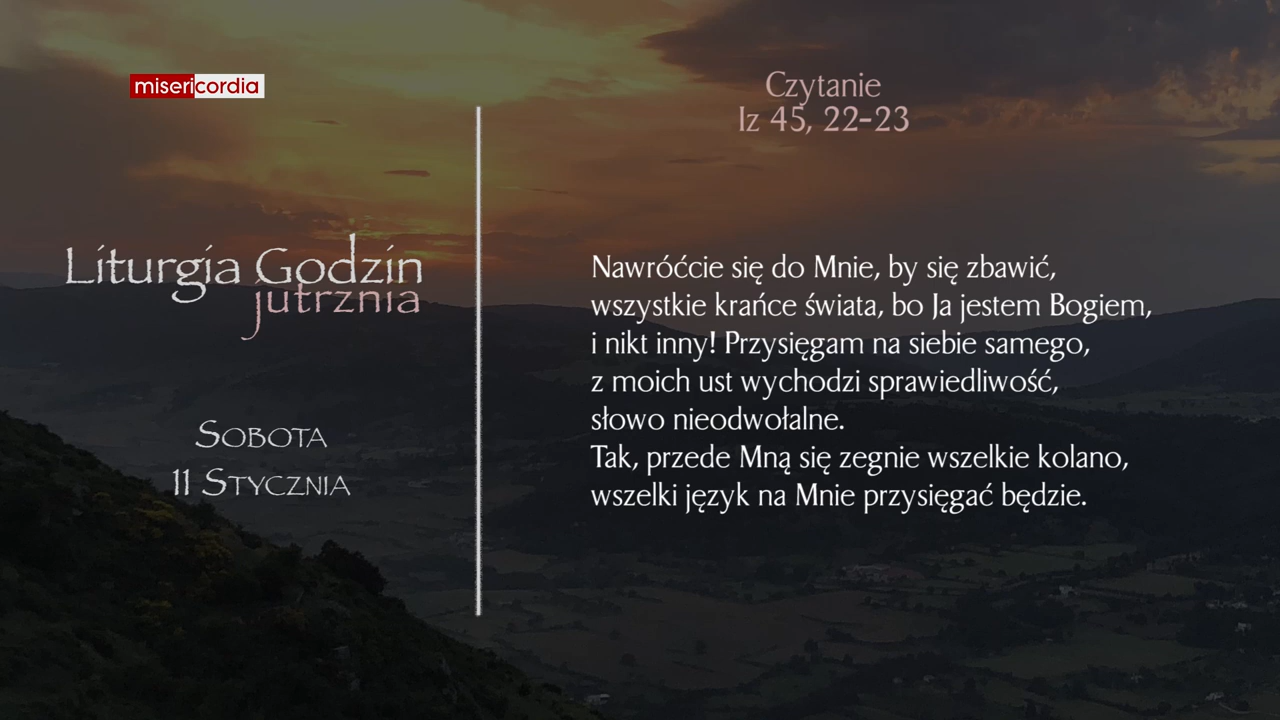 misericordia
Liturgia Godzin
jutrznia
Sobota
11 Stycznia
Czytanie
Iz 45, 22-23
Nawróćcie się do Mnie, by się zbawić,
wszystkie krańce świata, bo Ja jestem Bogiem,
i nikt inny! Przysięgam na siebie samego,
z moich ust wychodzi sprawiedliwość,
słowo nieodwołalne.
Tak, przede Mną się zegnie wszelkie kolano,
wszelki język na Mnie przysięgać będzie.